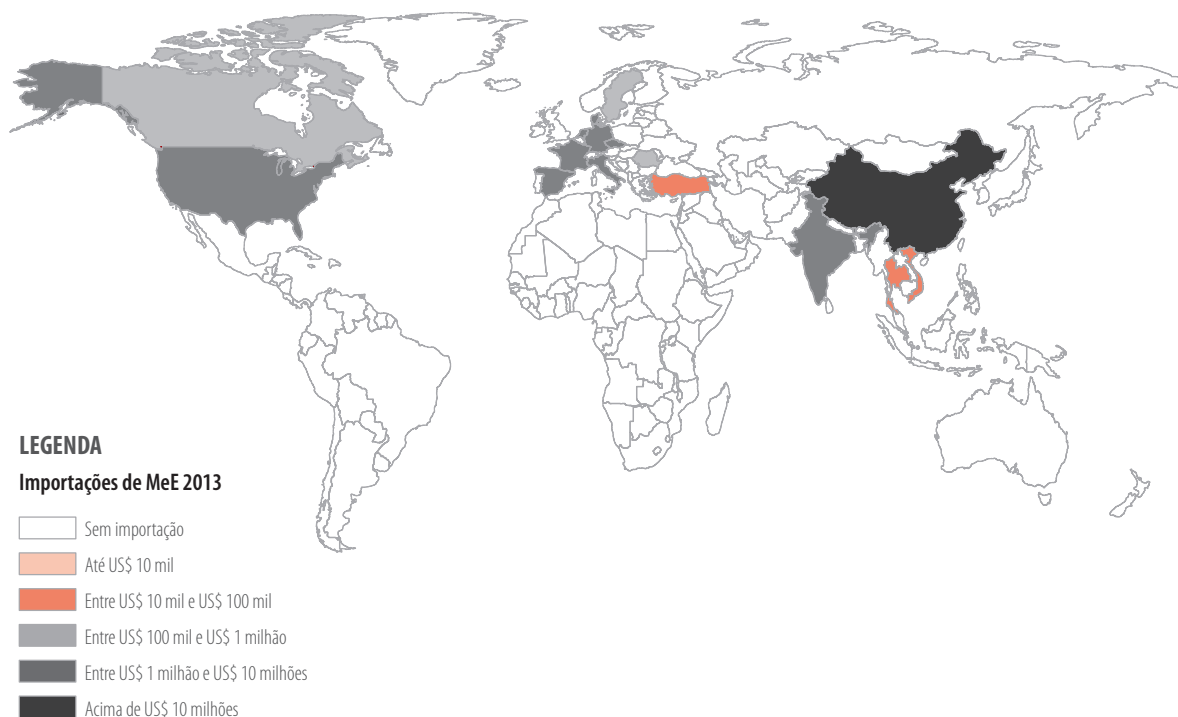 LEGENDA
Importações de MeE 2013
Sem importação
Até US$ 10 mil
Entre US$ 10 mil e US$ 100 mil
Entre US$ 100 mil e US$ 1 milhão
Entre US$ 1 milhão e US$ 10 milhões
Acima de US$ 10 milhões